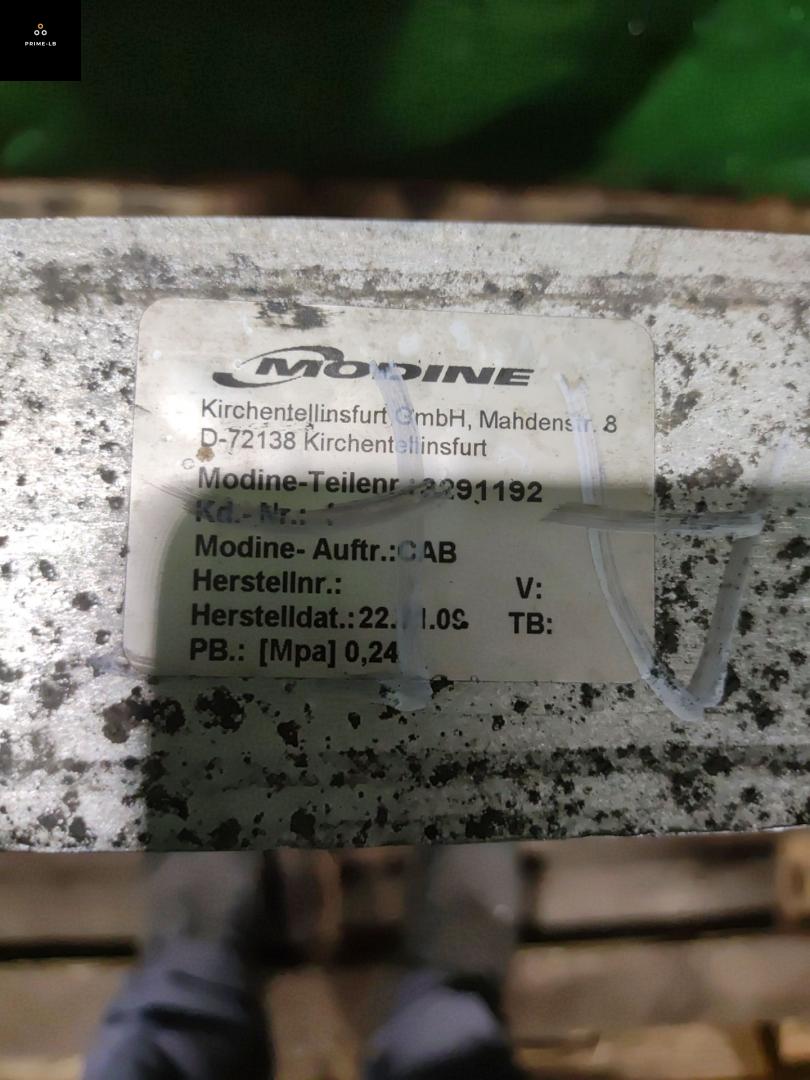 PRIME-LB
MODINE
Kirchentellinsfurt GmbH, Mahdenstr. 8
D-72138 Kirchentellinsfurt
Modine-Teilenr.:3291192
Kd.-Nr.:
Modine- Auftr.:CAB
Herstellnr.:
V:
Herstelldat.:
TB:
PB.: [Mpa] 0,24